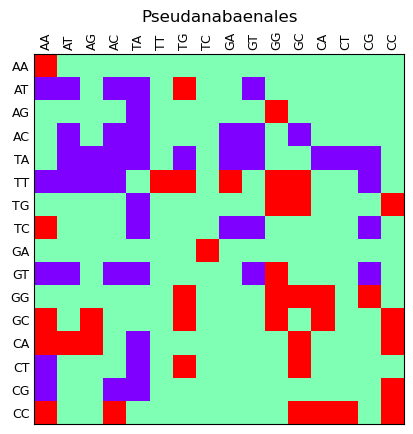 Pseudanabaenales
AA AT AG AC TA TT TG TC GA GT GG GC CA CT CG CC
AA
AT
AG
AC
TA
TT
TG
TC
GA
GT
GG
GC
CA
CT
CG
CC